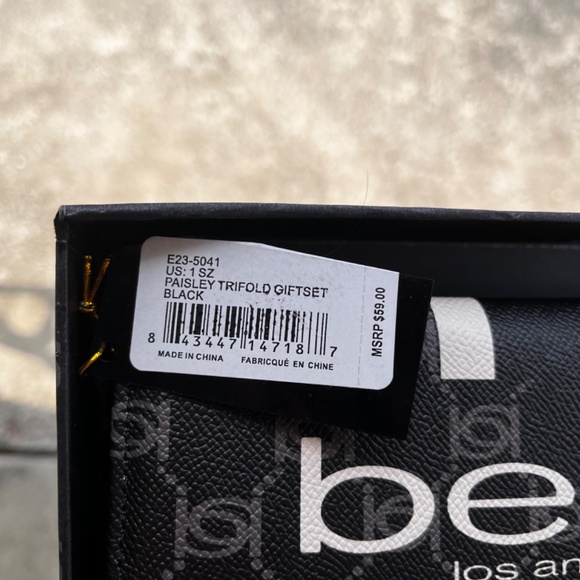 E23-5041
US: 1 SZ
PAISLEY TRIFOLD GIFTSET
BLACK
8 43447 14718 7
MADE IN CHINA FABRICQUÉ EN CHINE
MSRP $59.00
be
los an